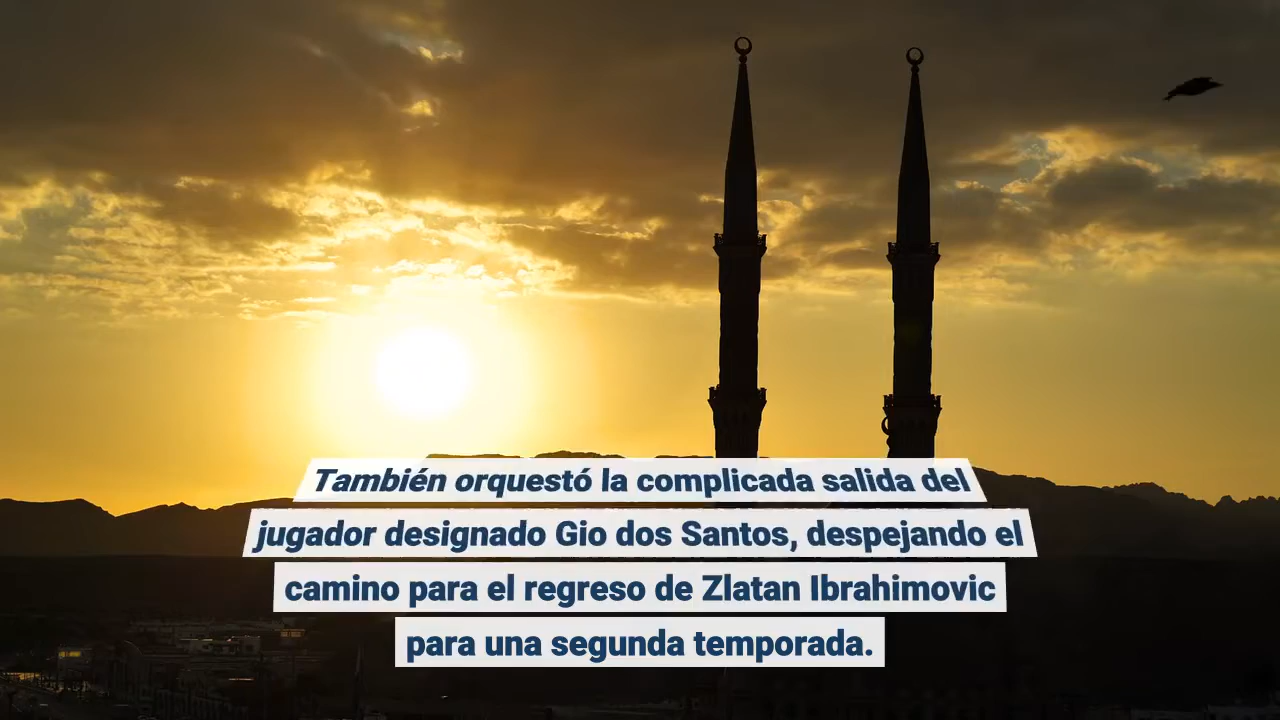 También orquestó la complicada salida del
jugador designado Gio dos Santos, despejando el
camino para el regreso de Zlatan Ibrahimovic
para una segunda temporada.